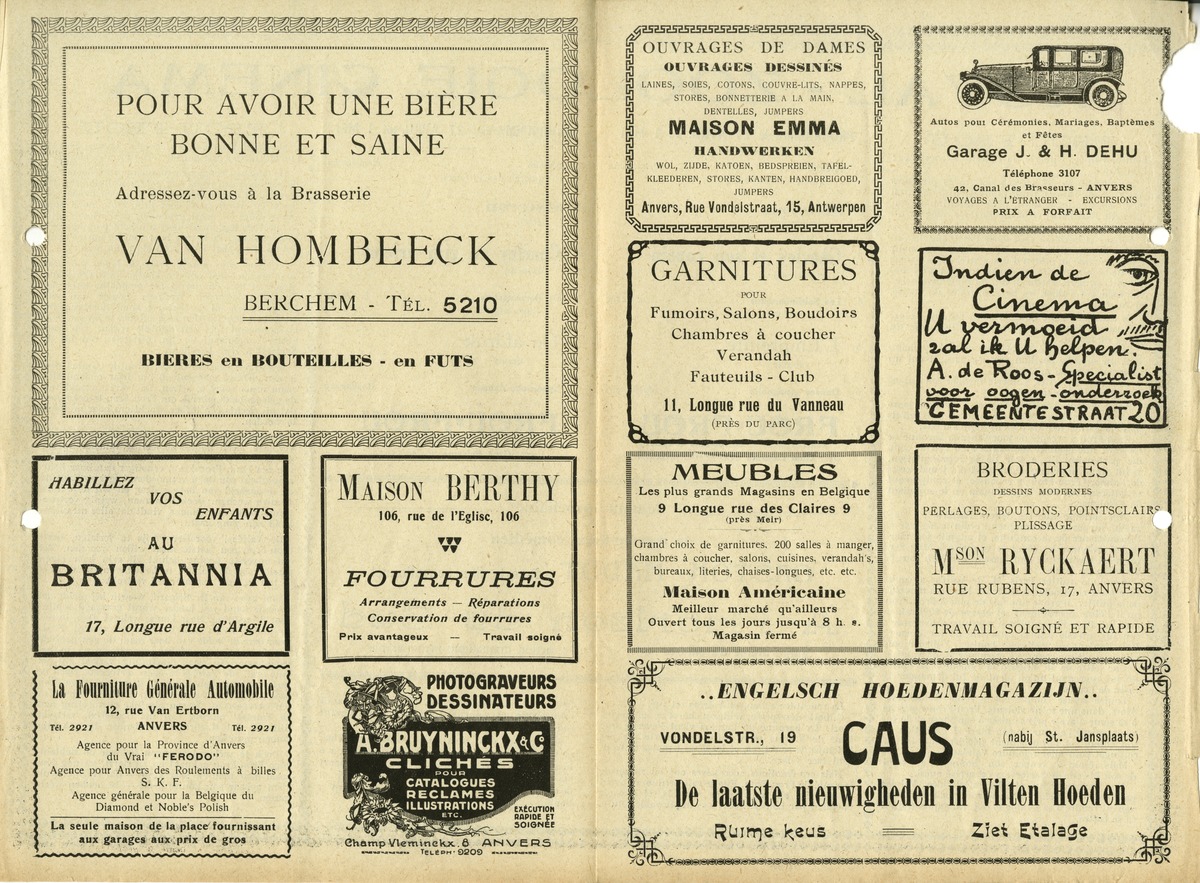 POUR AVOIR UNE BIÈRE
BONNE ET SAINE
Adressez-vous à la Brasserie
VAN HOMBEECK
BERCHEM - TÉL. 5210
BIERES en BOUTEILLES - en FUTS
HABILLEZ
VOS
ENFANTS
AU
BRITANNIA
17, Longue rue d'Argile
MAISON BERTHY
106, rue de l'Eglise, 106
FOURRURES
Arrangements — Réparations
Conservation de fourrures
Prix avantageux — Travail soigné
La Fourniture Générale Automobile
12, rue Van Ertborn
Tél. 2921 ANVERS Tél. 2921
Agence pour la Province d'Anvers
du Vrai "FERODO"
Agence pour Anvers des Roulements à billes
S. K. F.
Agence générale pour la Belgique du
Diamond et Noble's Polish
La seule maison de la place fournissant
aux garages aux prix de gros
PHOTOGRAVEURS
DESSINATEURS
A. BRUYNINCKX & Co
CLICHÉS
POUR
CATALOGUES
RECLAMES
ILLUSTRATIONS
ETC.
EXÉCUTION
RAPIDE ET
SOIGNÉE
Champ Vleminckx. 8 ANVERS
TELEPH. 9209
OUVRAGES DE DAMES
OUVRAGES DESSINÉS
LAINES, SOIES, COTONS, COUVRE-LITS, NAPPES,
STORES, BONNETTERIE A LA MAIN,
DENTELLES, JUMPERS
MAISON EMMA
HANDWERKEN
WOL, ZIJDE, KATOEN, BEDSPREIEN, TAFEL-
KLEEDEREN, STORES, KANTEN, HANDBREIGOED,
JUMPERS
Anvers, Rue Vondelstraat, 15, Antwerpen
Autos pour Cérémonies, Mariages, Baptèmes
et Fêtes
Garage J. & H. DEHU
Téléphone 3107
42, Canal des Brasseurs - ANVERS
VOYAGES A L'ÉTRANGER - EXCURSIONS
PRIX A FORFAIT
GARNITURES
POUR
Fumoirs, Salons, Boudoirs
Chambres à coucher
Verandah
Fauteuils - Club
11, Longue rue du Vanneau
(PRÈS DU PARC)
Indien de
Cinema
U vermoeid
zal ik U helpen.
A. de Roos - Specialist
voor oogen-onderzoek
GEMEENTESTRAAT 20
MEUBLES
Les plus grands Magasins en Belgique
9 Longue rue des Claires 9
(près Meir)
Grand choix de garnitures. 200 salles à manger,
chambres à coucher, salons, cuisines, verandah's,
bureaux, literies, chaises-longues, etc. etc.
Maison Américaine
Meilleur marché qu'ailleurs
Ouvert tous les jours jusqu'à 8 h. s.
Magasin fermé
BRODERIES
DESSINS MODERNES
PERLAGES, BOUTONS, POINTSCLAIRS
PLISSAGE
MSON RYCKAERT
RUE RUBENS, 17, ANVERS
TRAVAIL SOIGNÉ ET RAPIDE
..ENGELSCH HOEDENMAGAZIJN..
VONDELSTR., 19 CAUS (nabij St. Jansplaats)
De laatste nieuwigheden in Vilten Hoeden
Ruime keus = Ziet Etalage